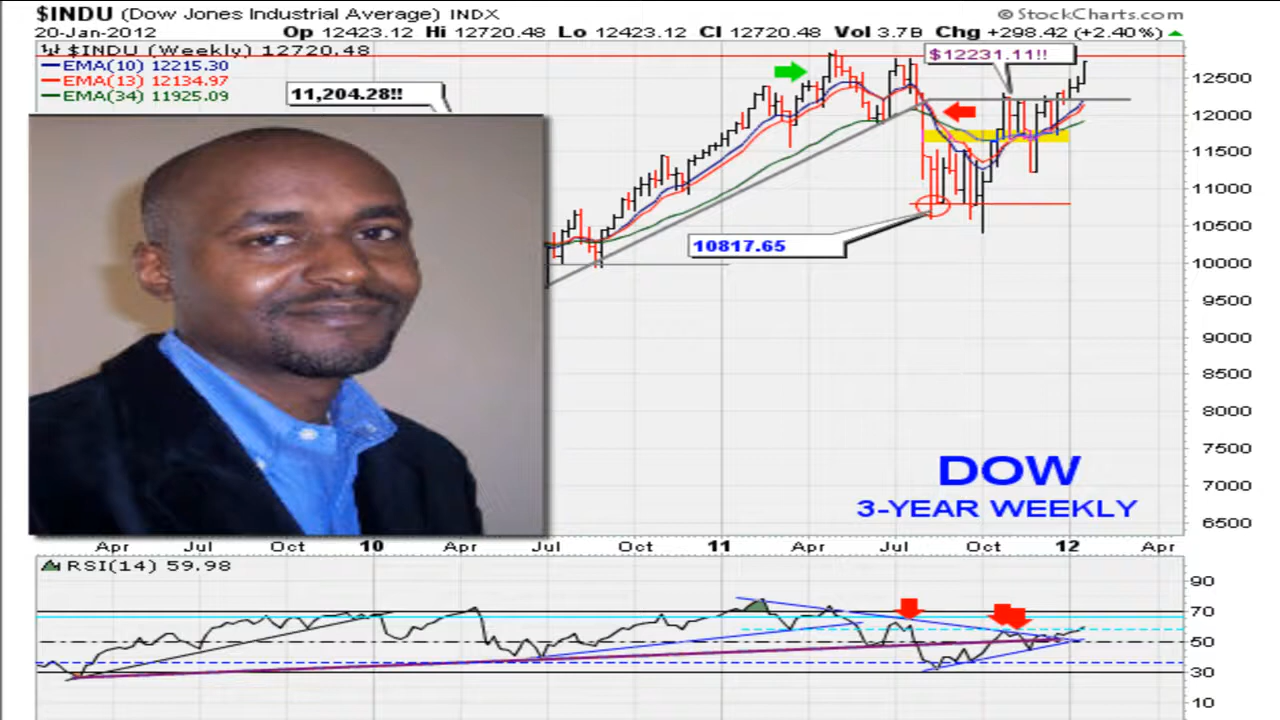 $INDU (Dow Jones Industrial Average) INDX
© StockCharts.com
20-Jan-2012
Op 12423.12 Hi 12720.48 Lo 12423.12 Cl 12720.48 Vol 3.7B Chg +298.42 (+2.40%)
$INDU (Weekly) 12720.48
EMA(10) 12215.30
EMA(13) 12134.97
EMA(34) 11925.09
11,204.28!!
$12231.11!!
10817.65
12500
12000
11500
11000
10500
10000
9500
9000
8500
8000
7500
7000
6500
DOW
3-YEAR WEEKLY
Apr Jul Oct 10 Apr Jul Oct 11 Apr Jul Oct 12 Apr
RSI(14) 59.98
90
70
50
30
10